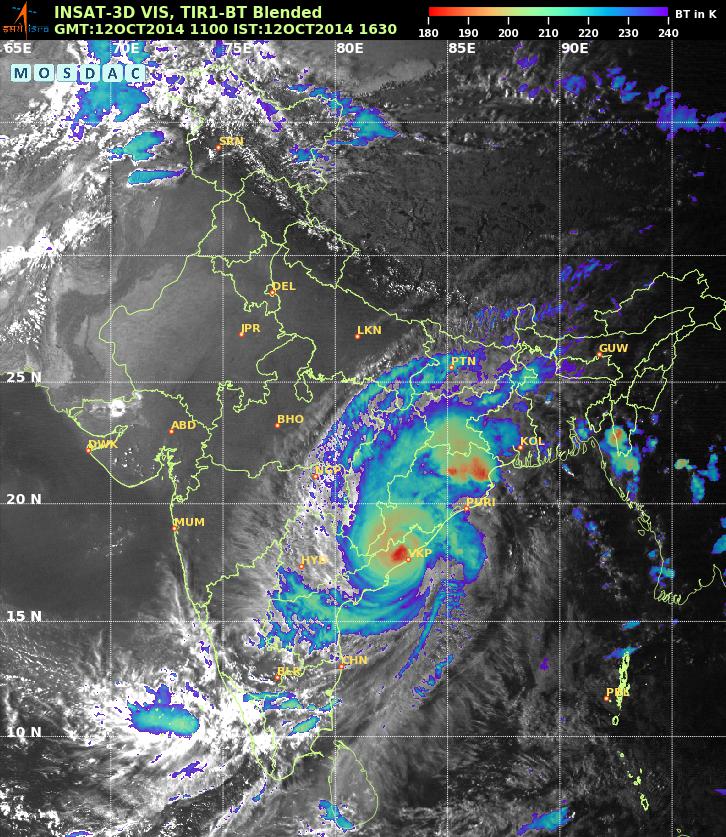 INSAT-3D VIS, TIR1-BT Blended
GMT:12OCT2014 1100 IST:12OCT2014 1630
BT in K
180 190 200 210 220 230 240
65E 70E 75E 80E 85E 90E
MOSDAC
SRN
DEL
JPR LKN GUW
PTN
25 N
ABD BHO
DWK KOL
NGP
20 N PURI
MUM
VKP
HYB
15 N
CHN
BLR
PBL
10 N